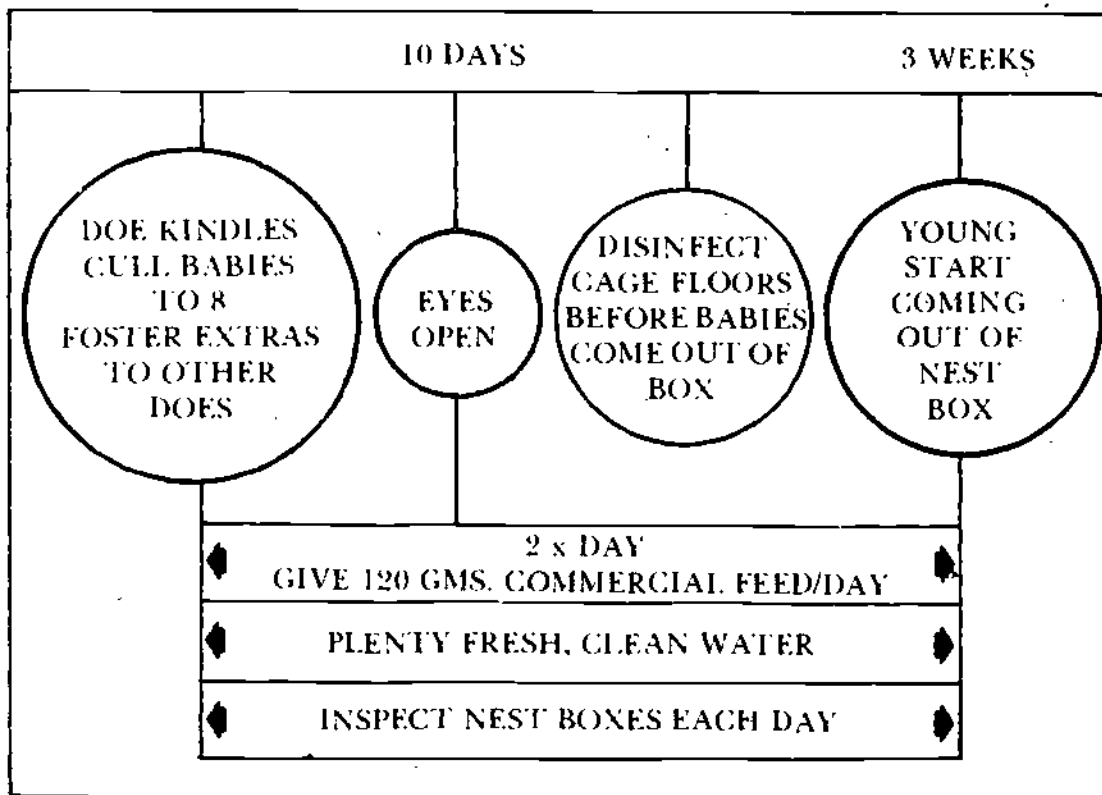 10 DAYS
3 WEEKS
DOE KINDLES
CULL BABIES
TO 8
FOSTER EXTRAS
TO OTHER
DOES
EYES
OPEN
DISINFECT
CAGE FLOORS
BEFORE BABIES
COME OUT OF
BOX
YOUNG
START
COMING
OUT OF
NEST
BOX
2 x DAY
GIVE 120 GMS. COMMERCIAL FEED/DAY
PLENTY FRESH, CLEAN WATER
INSPECT NEST BOXES EACH DAY